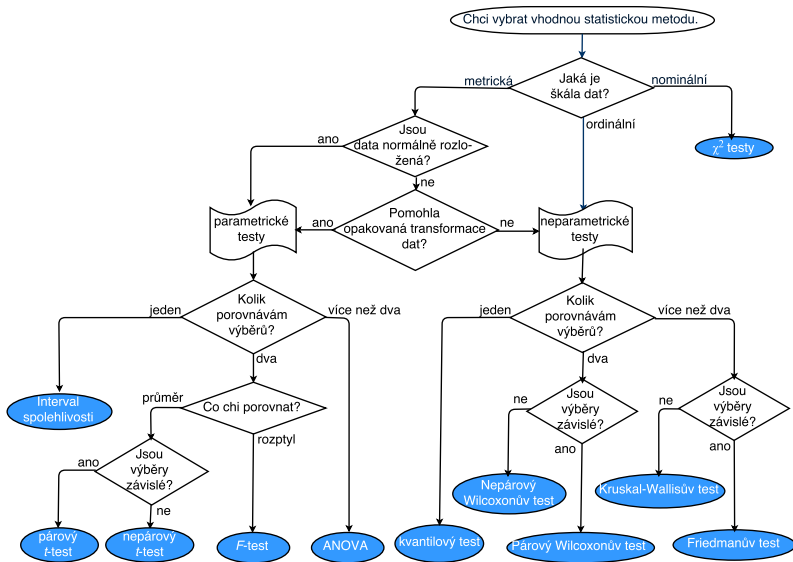 Chci vybrat vhodnou statistickou metodu.
metrická
Jaká je
škála dat?
nominální
ordinální
χ² testy
ano
Jsou
data normálně rozlo-
žená?
ne
parametrické
testy
ano
Pomohla
opakovaná transformace
dat?
ne
neparametrické
testy
jeden
Kolik
porovnávám
výběrů?
více než dva
dva
jeden
Kolik
porovnávám
výběrů?
více než dva
dva
Interval
spolehlivosti
průměr
Co chi porovnat?
rozptyl
ne
Jsou
výběry
závislé?
ano
ne
Jsou
výběry
závislé?
ano
ano
Jsou
výběry
závislé?
ne
Nepárový
Wilcoxonův test
Kruskal-Wallisův test
párový
t-test
nepárový
t-test
F-test
ANOVA
kvantilový test
Párový Wilcoxonův test
Friedmanův test